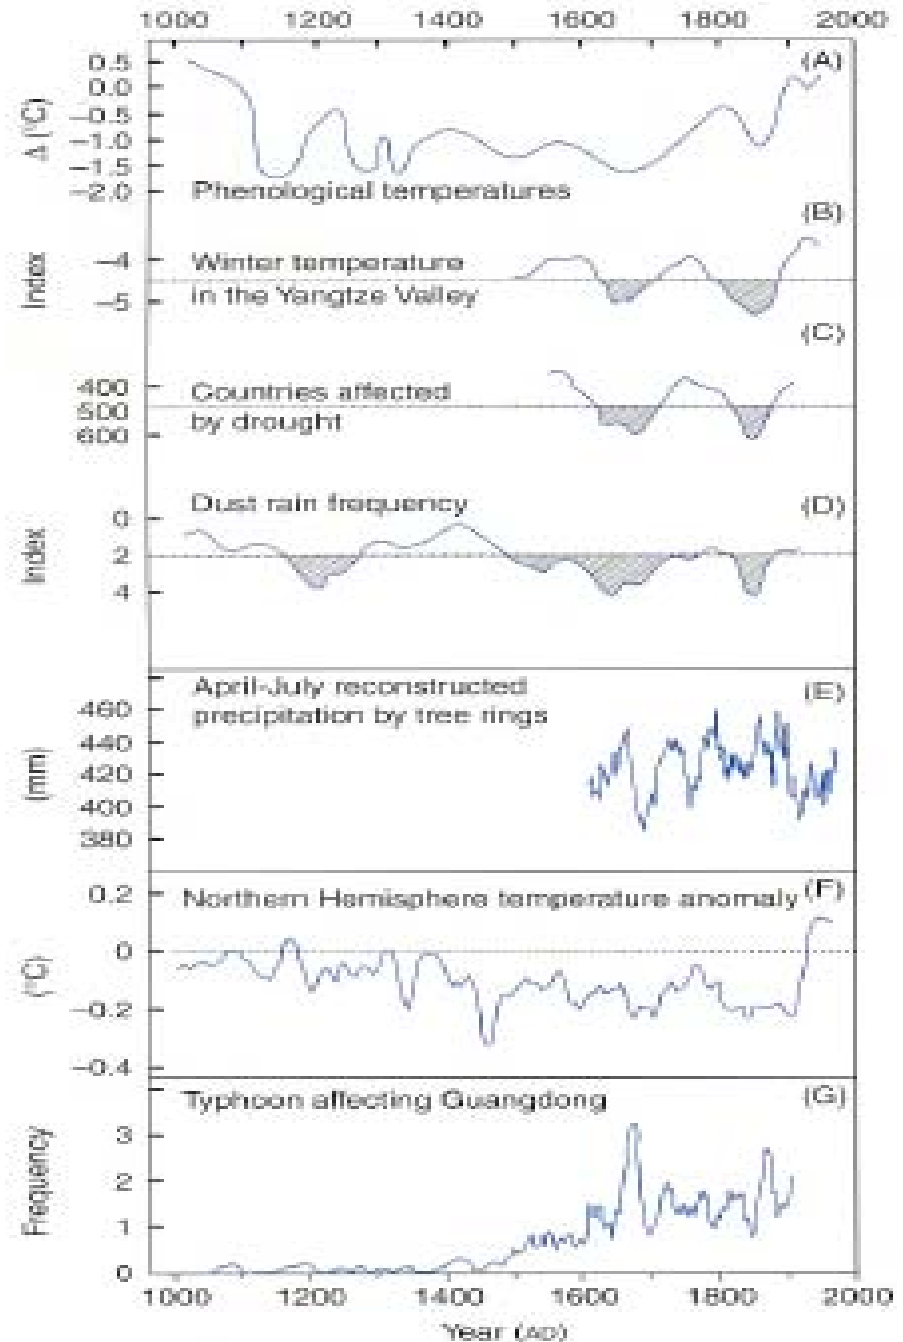 1000 1200 1400 1600 1800 2000
(A)
Δ (°C)
0.5
0.0
−0.5
−1.0
−1.5
−2.0
Phenological temperatures
(B)
Index
−4
−5
Winter temperature
in the Yangtze Valley
(C)
400
500
600
Countries affected
by drought
Dust rain frequency
(D)
Index
0
2
4
April-July reconstructed
precipitation by tree rings
(E)
(mm)
460
440
420
400
380
Northern Hemisphere temperature anomaly (F)
(°C)
0.2
0
−0.2
−0.4
Typhoon affecting Guangdong
(G)
Frequency
3
2
1
0
1000 1200 1400 1600 1800 2000
Year (AD)